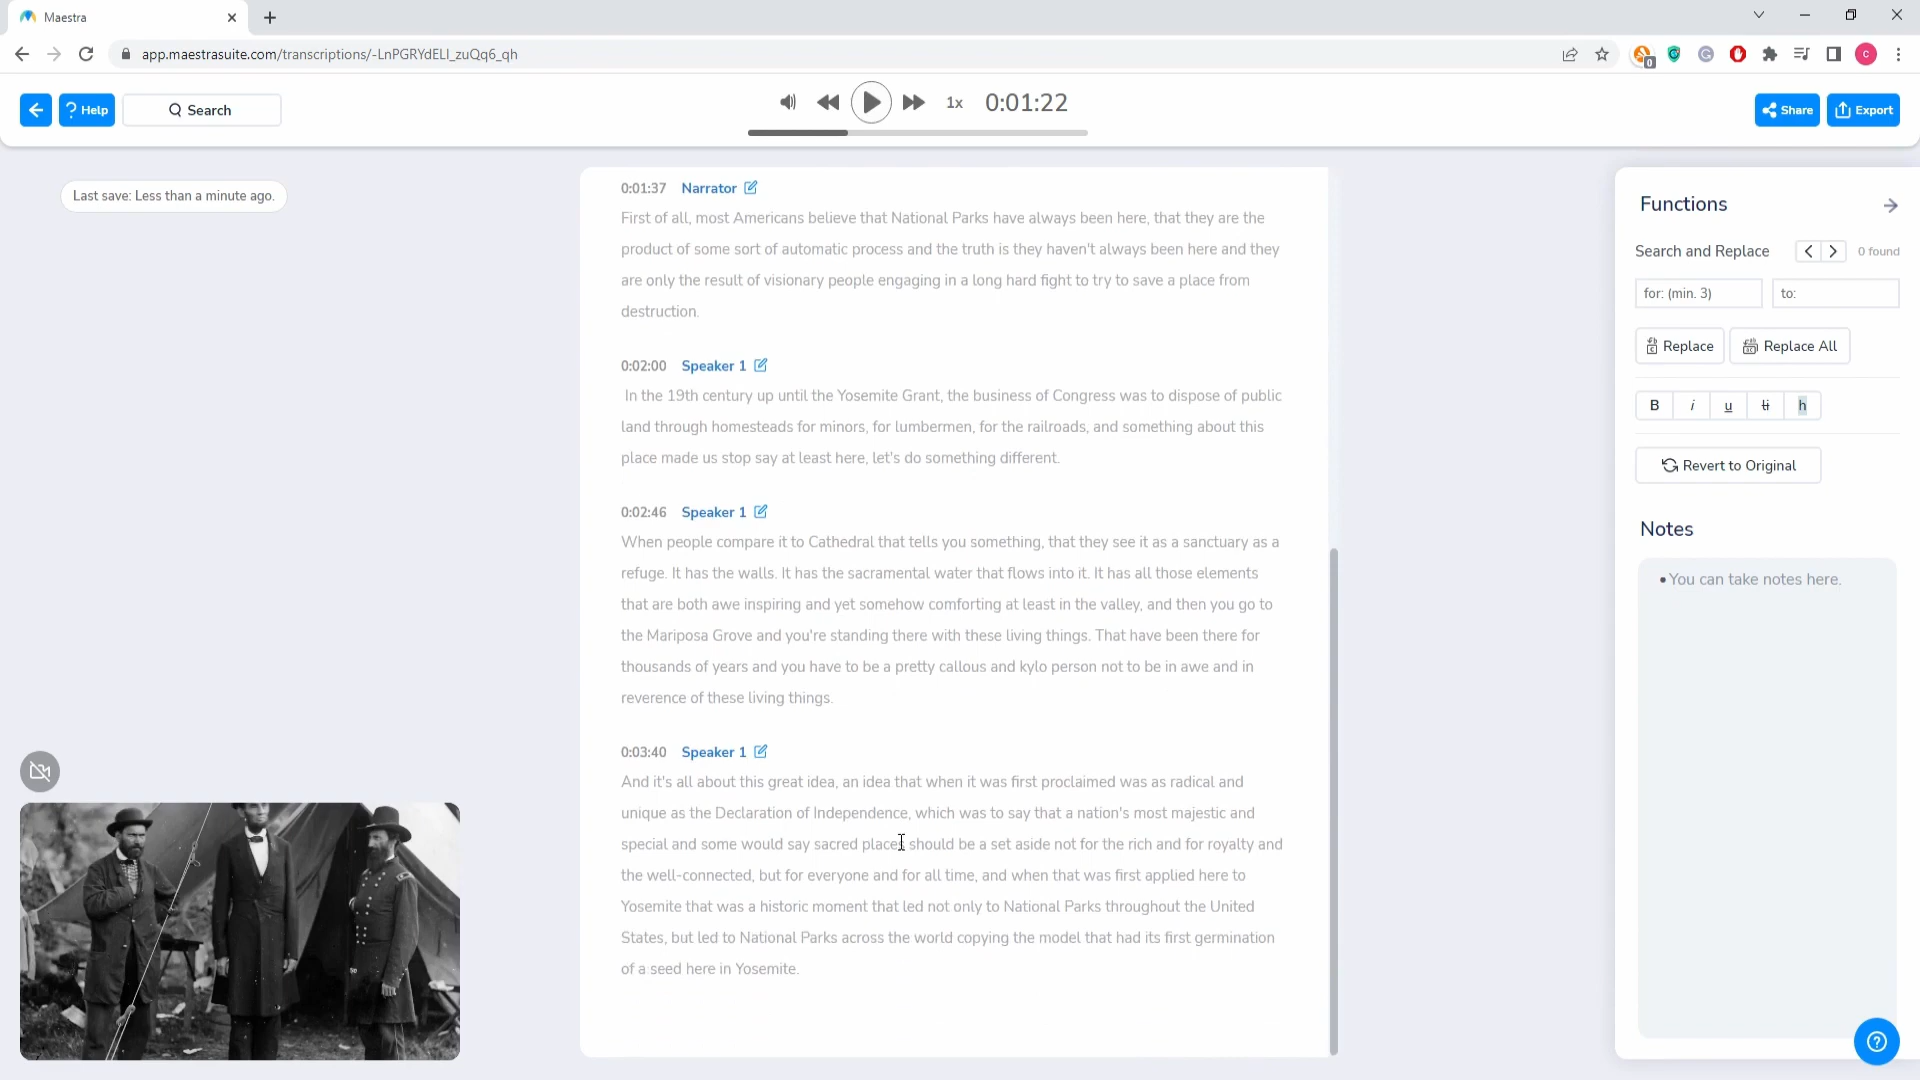 Maestra
app.maestrasuite.com/transcriptions/-LnPGRYdELI_zuQq6_qh
0
c
Help
Search
1x
0:01:22
Share
Export
Last save: Less than a minute ago.
0:01:37 Narrator
First of all, most Americans believe that National Parks have always been here, that they are the
product of some sort of automatic process and the truth is they haven't always been here and they
are only the result of visionary people engaging in a long hard fight to try to save a place from
destruction.
0:02:00 Speaker 1
In the 19th century up until the Yosemite Grant, the business of Congress was to dispose of public
land through homesteads for minors, for lumbermen, for the railroads, and something about this
place made us stop say at least here, let's do something different.
0:02:46 Speaker 1
When people compare it to Cathedral that tells you something, that they see it as a sanctuary as a
refuge. It has the walls. It has the sacramental water that flows into it. It has all those elements
that are both awe inspiring and yet somehow comforting at least in the valley, and then you go to
the Mariposa Grove and you're standing there with these living things. That have been there for
thousands of years and you have to be a pretty callous and kylo person not to be in awe and in
reverence of these living things.
0:03:40 Speaker 1
And it's all about this great idea, an idea that when it was first proclaimed was as radical and
unique as the Declaration of Independence, which was to say that a nation's most majestic and
special and some would say sacred places should be a set aside not for the rich and for royalty and
the well-connected, but for everyone and for all time, and when that was first applied here to
Yosemite that was a historic moment that led not only to National Parks throughout the United
States, but led to National Parks across the world copying the model that had its first germination
of a seed here in Yosemite.
Functions
Search and Replace 0 found
for: (min. 3) to:
Replace Replace All
B i u tt h
Revert to Original
Notes
• You can take notes here.